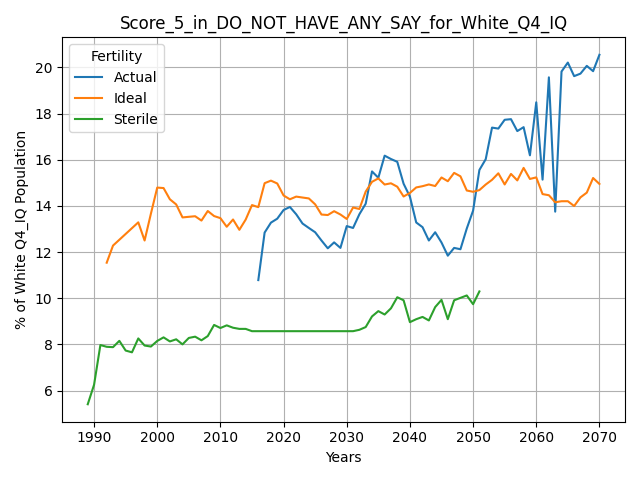 Score_5_in_DO_NOT_HAVE_ANY_SAY_for_White_Q4_IQ
Fertility
Actual
Ideal
Sterile
% of White Q4_IQ Population
20
18
16
14
12
10
8
6
1990 2000 2010 2020 2030 2040 2050 2060 2070
Years